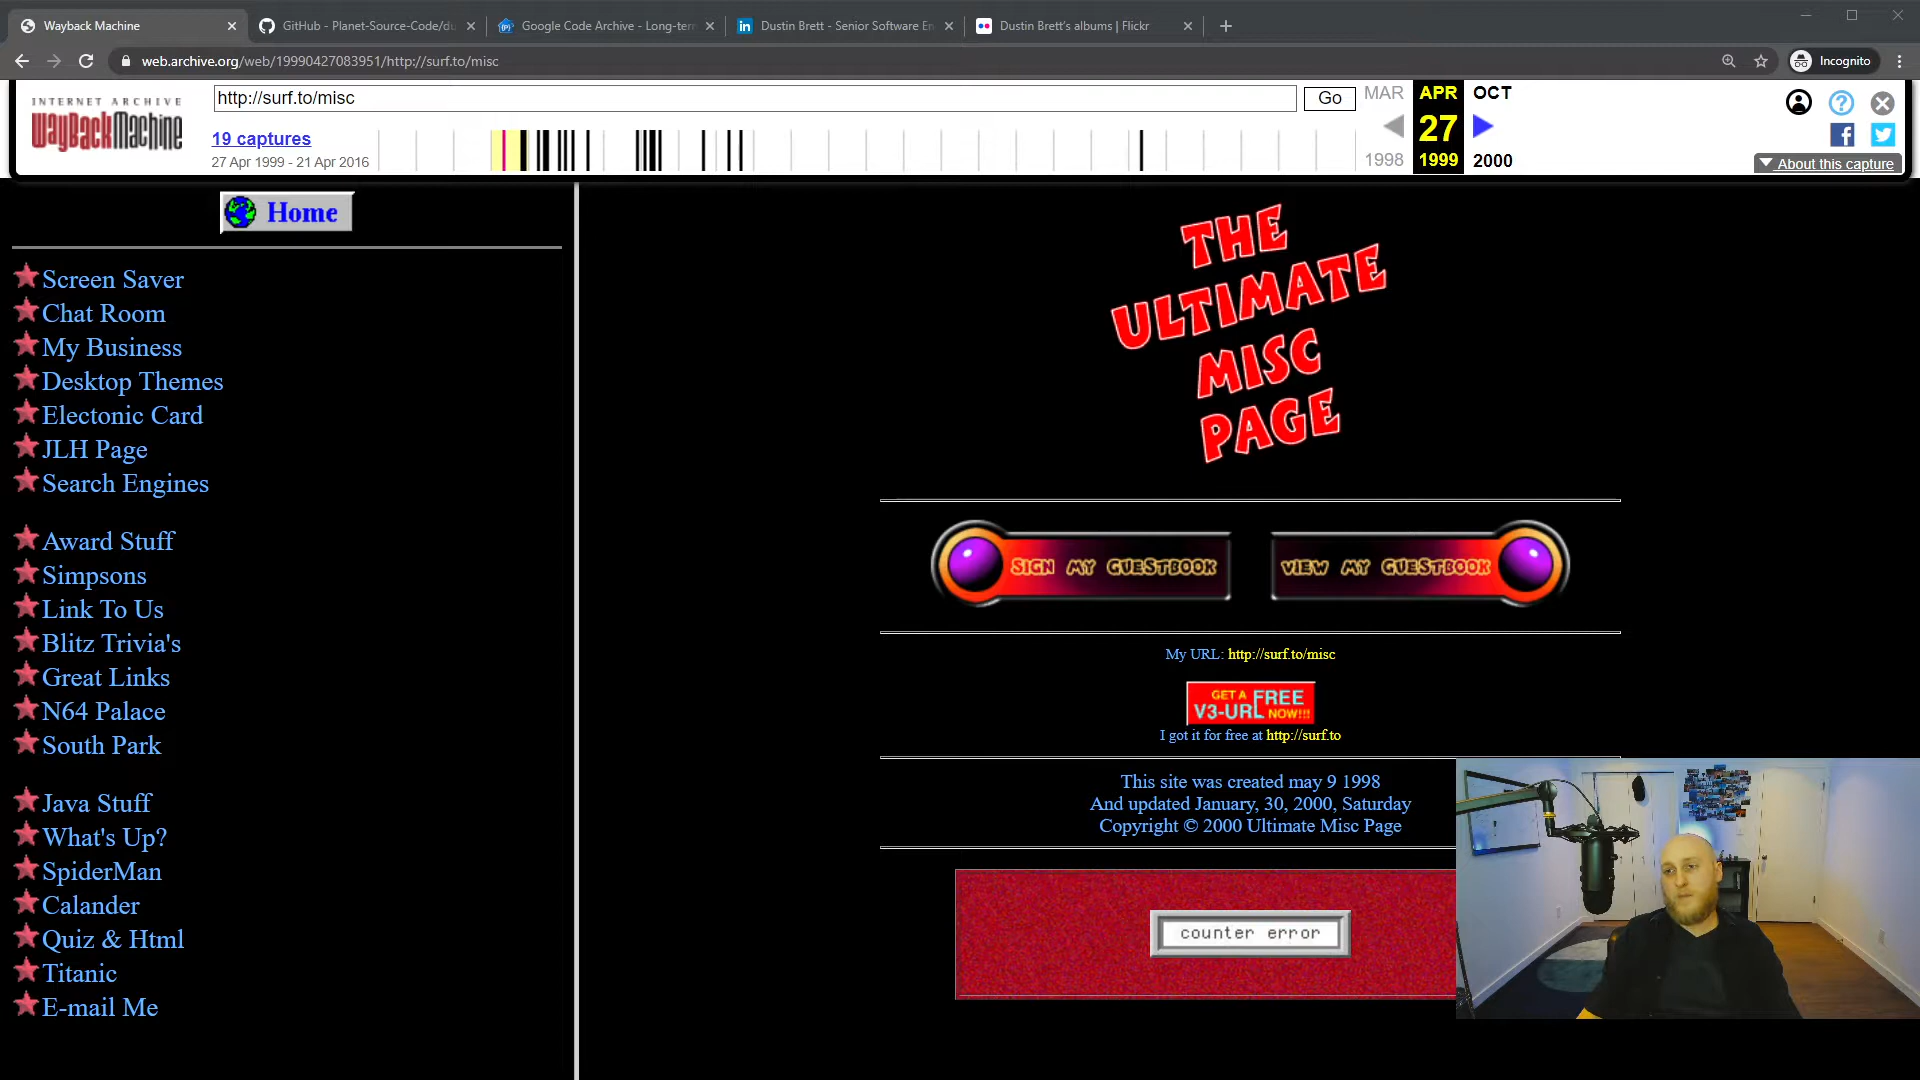 Wayback Machine
GitHub - Planet-Source-Code/du
Google Code Archive - Long-tern
Dustin Brett - Senior Software En
Dustin Brett's albums | Flickr
web.archive.org/web/19990427083951/http://surf.to/misc
Incognito
INTERNET ARCHIVE
WayBackMachine
http://surf.to/misc
Go
MAR
APR
OCT
19 captures
27
27 Apr 1999 - 21 Apr 2016
1998
1999
2000
About this capture
Home
Screen Saver
Chat Room
My Business
Desktop Themes
Electonic Card
JLH Page
Search Engines
Award Stuff
Simpsons
Link To Us
Blitz Trivia's
Great Links
N64 Palace
South Park
Java Stuff
What's Up?
SpiderMan
Calander
Quiz & Html
Titanic
E-mail Me
THE
ULTIMATE
MISC
PAGE
SIGN MY GUESTBOOK
VIEW MY GUESTBOOK
My URL: http://surf.to/misc
GET A FREE
V3-URL NOW!!!
I got it for free at http://surf.to
This site was created may 9 1998
And updated January, 30, 2000, Saturday
Copyright © 2000 Ultimate Misc Page
counter error